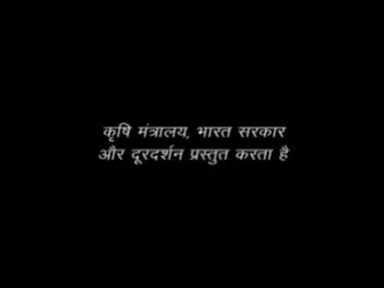 कृषि मंत्रालय, भारत सरकार
और दूरदर्शन प्रस्तुत करता है